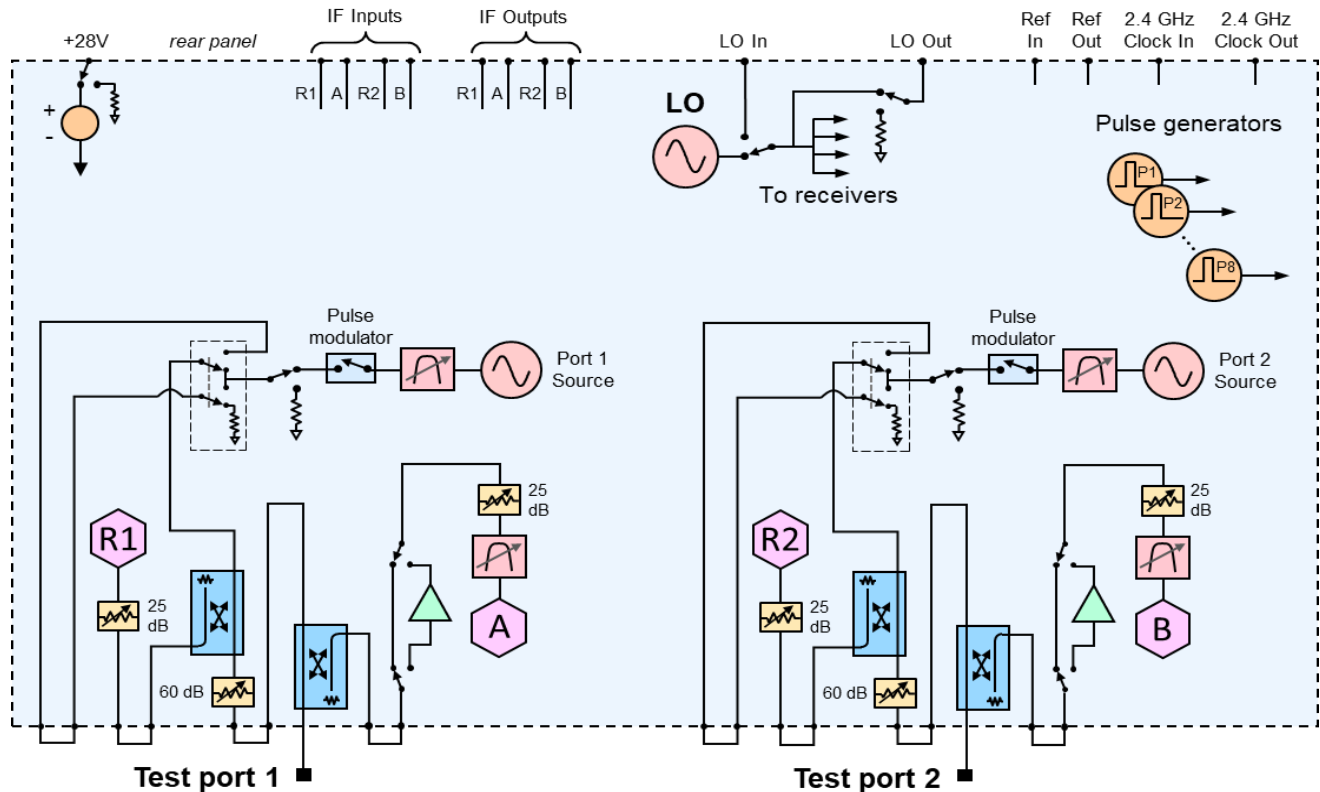 IF Inputs
IF Outputs
Ref In
Ref Out
2.4 GHz Clock In
2.4 GHz Clock Out
+28V
rear panel
LO In
LO Out
R1 A R2 B
R1 A R2 B
+
-
LO
To receivers
Pulse generators
P1
P2
P8
Pulse
modulator
Port 1
Source
Pulse
modulator
Port 2
Source
R1
25
dB
60 dB
25
dB
A
R2
25
dB
60 dB
25
dB
B
Test port 1
Test port 2